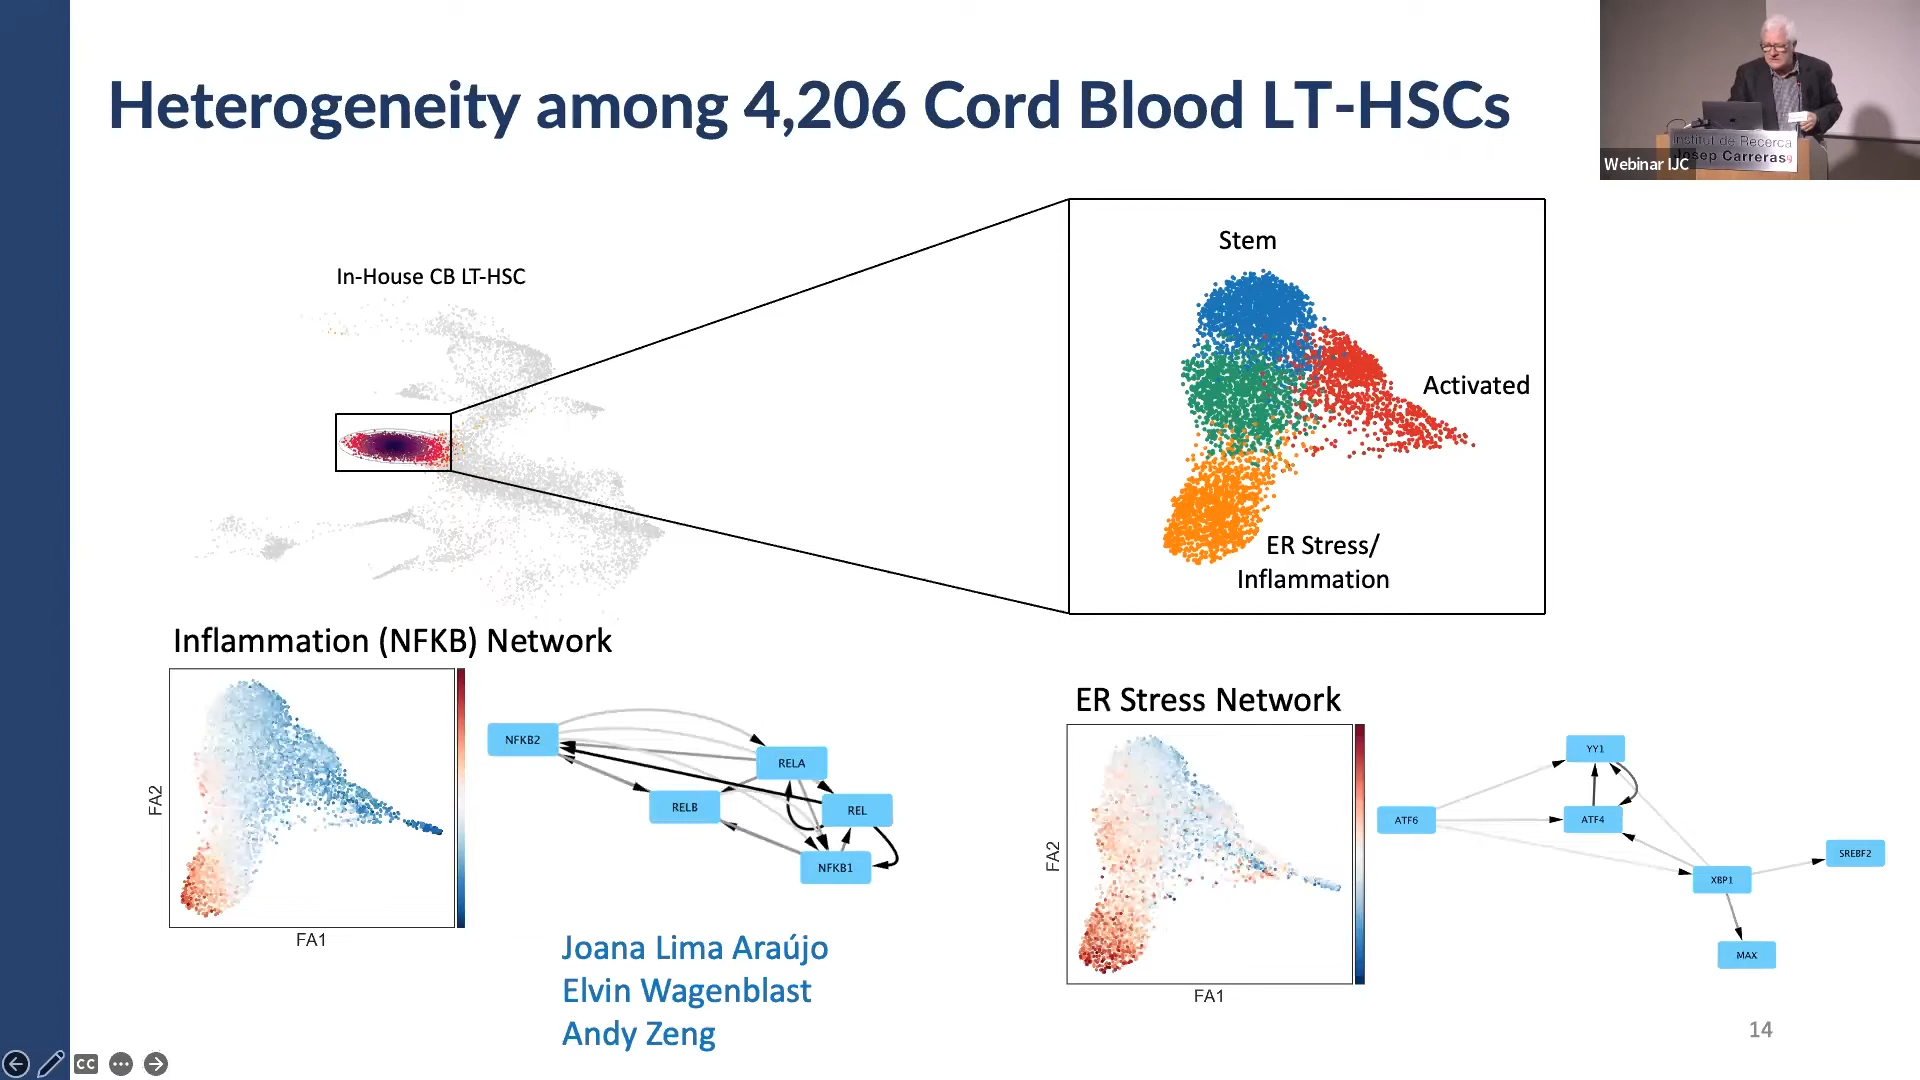 Heterogeneity among 4,206 Cord Blood LT-HSCs
Institut de Recerca
Josep Carreras
Webinar IJC
In-House CB LT-HSC
Stem
Activated
ER Stress/
Inflammation
Inflammation (NFKB) Network
FA2
FA1
NFKB2
RELA
RELB
REL
NFKB1
ER Stress Network
FA2
FA1
YY1
ATF6
ATF4
SREBF2
XBP1
MAX
Joana Lima Araújo
Elvin Wagenblast
Andy Zeng
14
CC